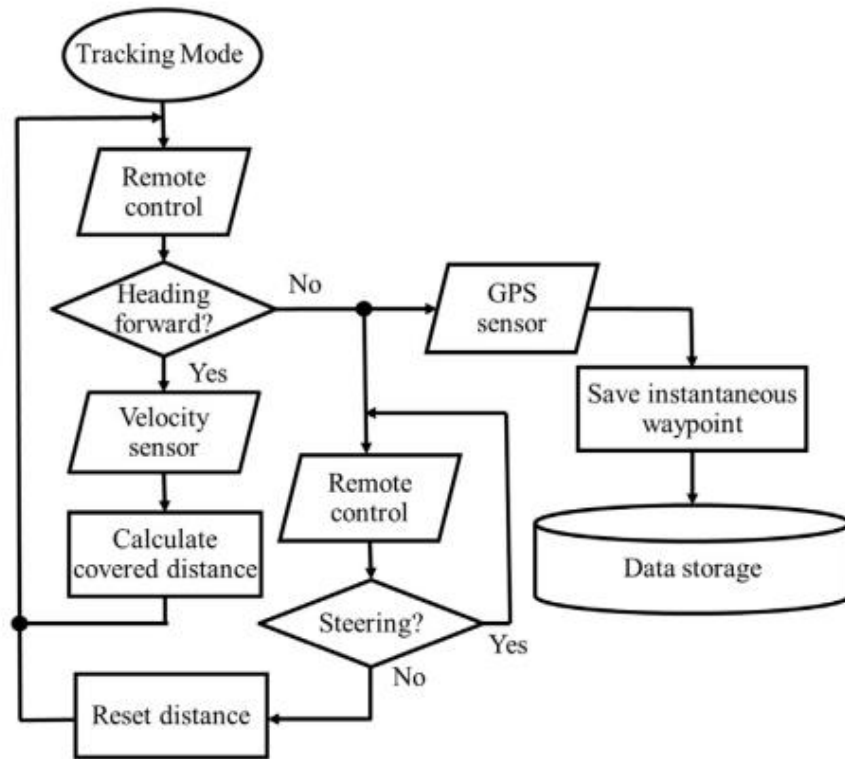 Tracking Mode
Remote
control
Heading
forward?
No
Yes
GPS
sensor
Velocity
sensor
Save instantaneous
waypoint
Remote
control
Calculate
covered distance
Data storage
Steering?
Yes
No
Reset distance